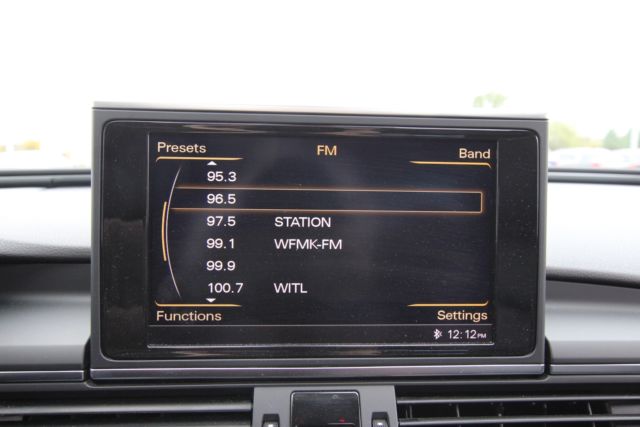 Presets FM Band
95.3
96.5
97.5 STATION
99.1 WFMK-FM
99.9
100.7 WITL
Functions Settings
12:12PM